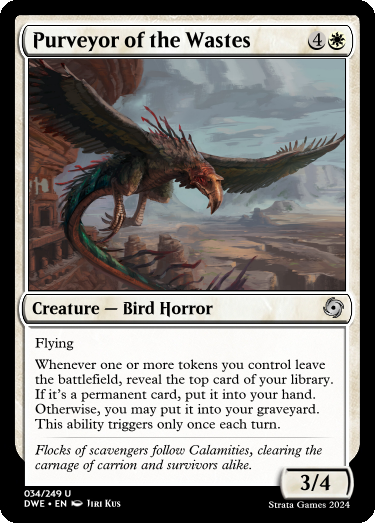 Purveyor of the Wastes 4
Creature — Bird Horror
Flying
Whenever one or more tokens you control leave
the battlefield, reveal the top card of your library.
If it's a permanent card, put it into your hand.
Otherwise, you may put it into your graveyard.
This ability triggers only once each turn.
Flocks of scavengers follow Calamities, clearing the
carnage of carrion and survivors alike.
3/4
034/249 U
DWE • EN Jiri Kus
Strata Games 2024